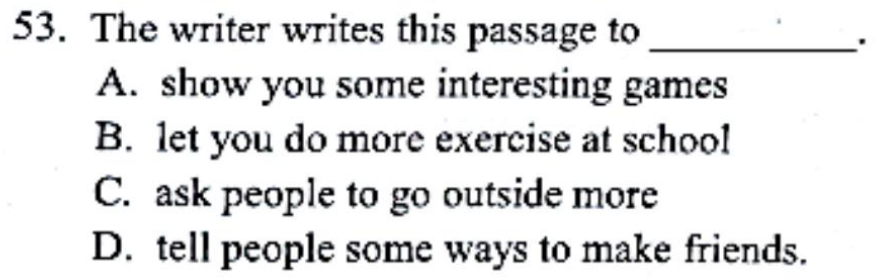 53. The writer writes this passage to __________.
A. show you some interesting games
B. let you do more exercise at school
C. ask people to go outside more
D. tell people some ways to make friends.